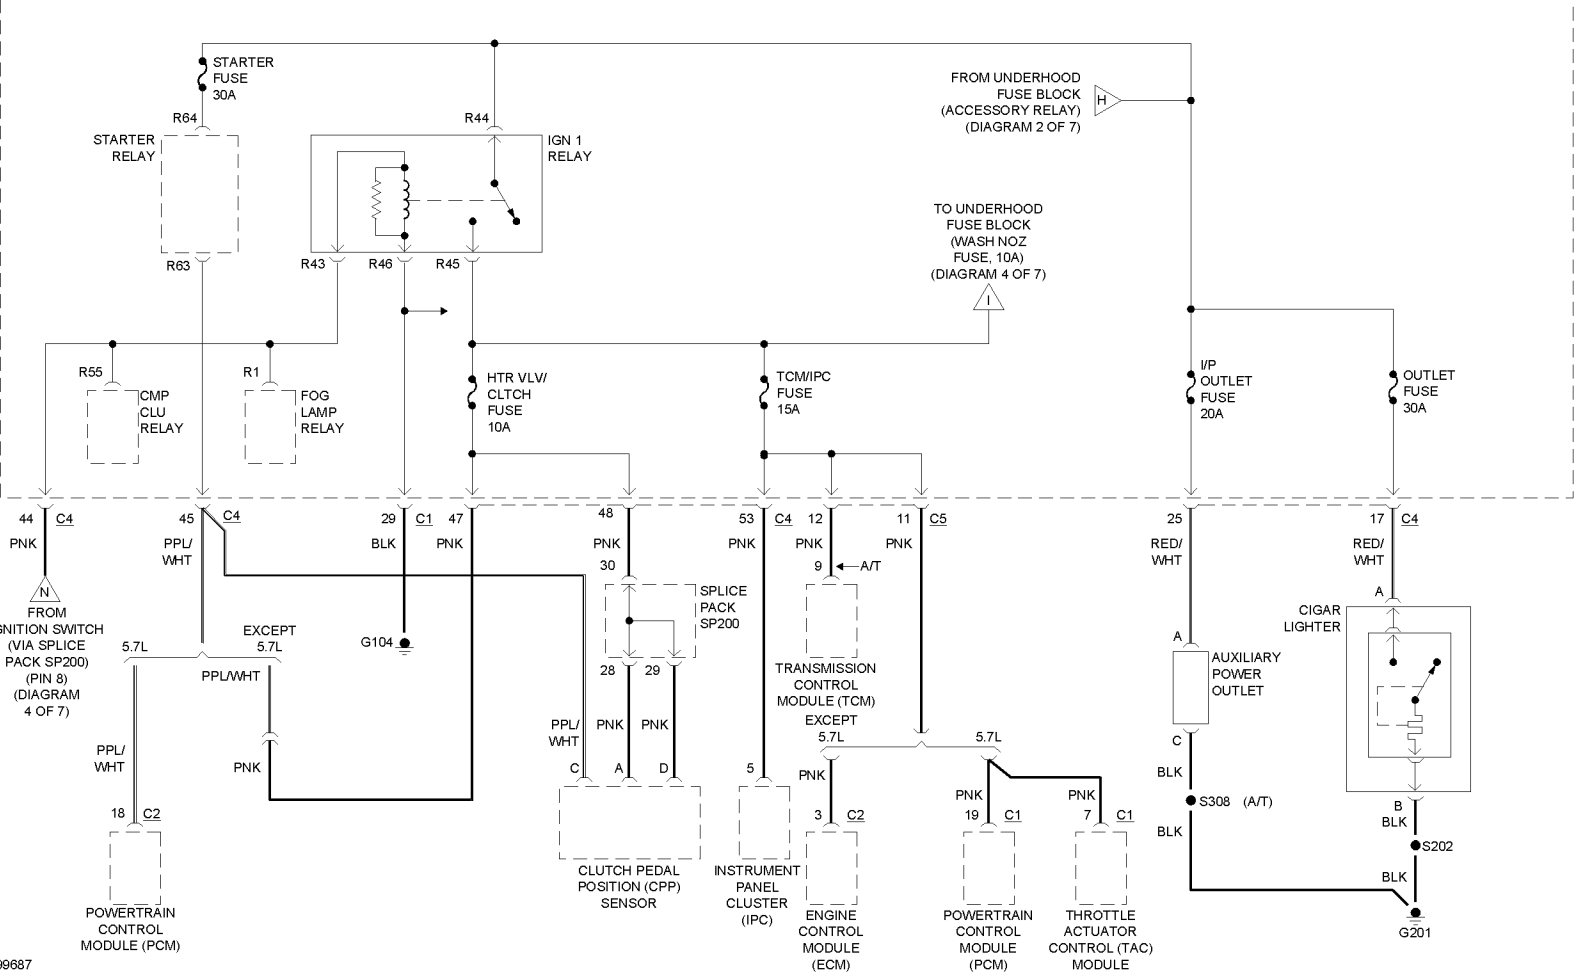 STARTER
FUSE
30A
R64
STARTER
RELAY
R63
R44
IGN 1
RELAY
R43
R46
R45
FROM UNDERHOOD
FUSE BLOCK
(ACCESSORY RELAY)
(DIAGRAM 2 OF 7)
H
TO UNDERHOOD
FUSE BLOCK
(WASH NOZ
FUSE, 10A)
(DIAGRAM 4 OF 7)
I
R55
CMP
CLU
RELAY
R1
FOG
LAMP
RELAY
HTR VLV/
CLTCH
FUSE
10A
TCM/IPC
FUSE
15A
I/P
OUTLET
FUSE
20A
OUTLET
FUSE
30A
44
C4
45
C4
29
C1
47
48
53
C4
12
11
C5
25
17
C4
PNK
PPL/
WHT
BLK
PNK
PNK
PNK
PNK
PNK
RED/
WHT
RED/
WHT
N
FROM
GNITION SWITCH
(VIA SPLICE
PACK SP200)
(PIN 8)
(DIAGRAM
4 OF 7)
5.7L
EXCEPT
5.7L
PPL/WHT
G104
30
SPLICE
PACK
SP200
28
29
9
A/T
TRANSMISSION
CONTROL
MODULE (TCM)
A
CIGAR
LIGHTER
A
AUXILIARY
POWER
OUTLET
C
PPL/
WHT
PNK
PPL/
WHT
PNK
PNK
EXCEPT
5.7L
5.7L
C
A
D
5
PNK
PNK
PNK
BLK
S308 (A/T)
BLK
B
BLK
S202
BLK
G201
18
C2
3
C2
19
C1
7
C1
POWERTRAIN
CONTROL
MODULE (PCM)
CLUTCH PEDAL
POSITION (CPP)
SENSOR
INSTRUMENT
PANEL
CLUSTER
(IPC)
ENGINE
CONTROL
MODULE
(ECM)
POWERTRAIN
CONTROL
MODULE
(PCM)
THROTTLE
ACTUATOR
CONTROL (TAC)
MODULE
99687